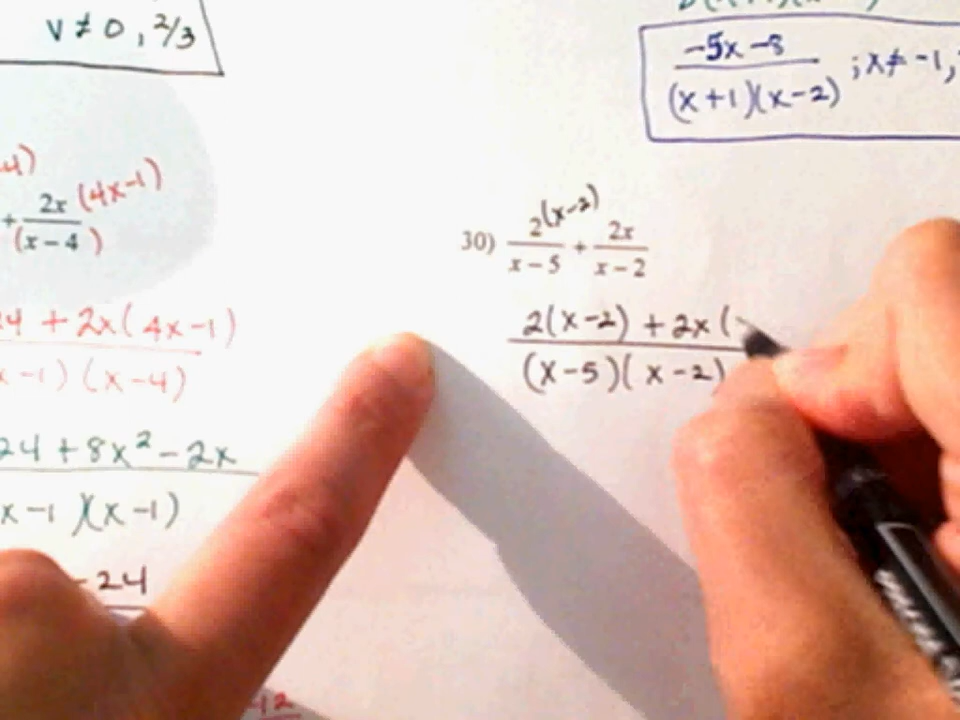 v ≠ 0, 2/3
-5x-8
(x+1)(x-2)
; x ≠ -1,
4)
+ 2x (4x-1)
(x-4)
30) 2(x-2) + 2x
x-5 x-2
4 + 2x(4x-1)
x-1)(x-4)
2(x-2) + 2x(
(x-5)(x-2)
24 + 8x² - 2x
x-1)(x-1)
-24
-12